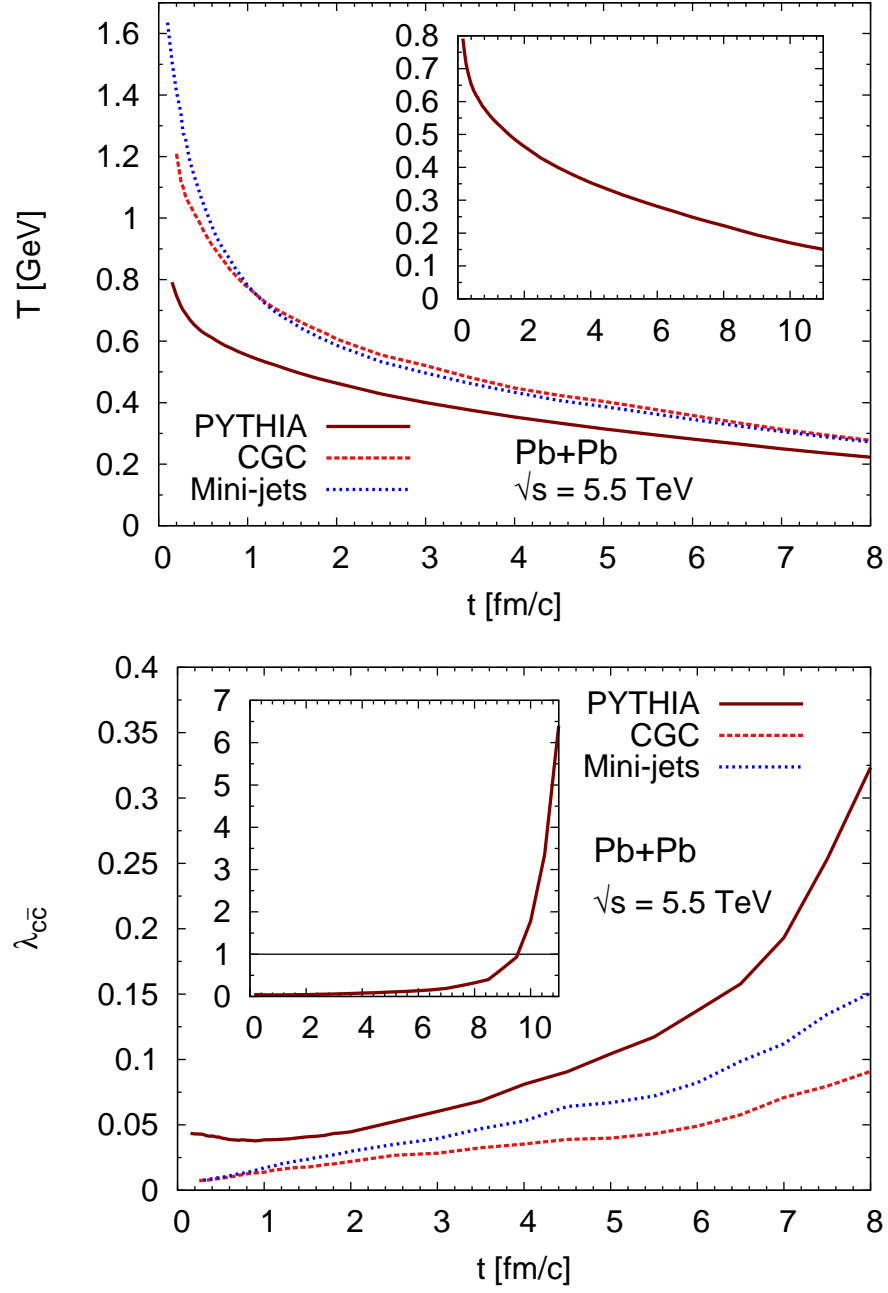 T [GeV]
1.6
1.4
1.2
1
0.8
0.6
0.4
0.2
0
0.8
0.7
0.6
0.5
0.4
0.3
0.2
0.1
0
0 2 4 6 8 10
PYTHIA
CGC
Mini-jets
Pb+Pb
√s = 5.5 TeV
0 1 2 3 4 5 6 7 8
t [fm/c]
λcc̄
0.4
0.35
0.3
0.25
0.2
0.15
0.1
0.05
0
7
6
5
4
3
2
1
0
0 2 4 6 8 10
PYTHIA
CGC
Mini-jets
Pb+Pb
√s = 5.5 TeV
0 1 2 3 4 5 6 7 8
t [fm/c]